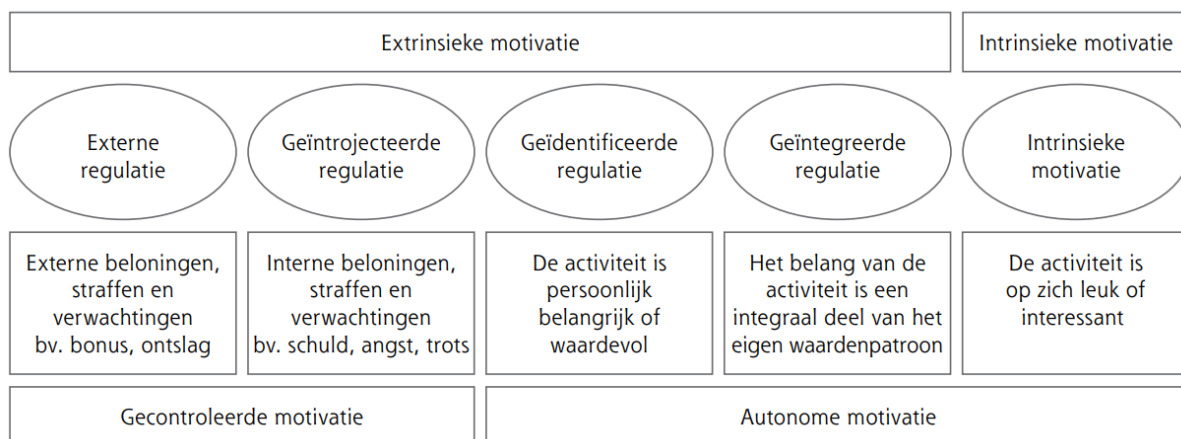 Extrinsieke motivatie
Intrinsieke motivatie
Externe
regulatie
Geïntrojecteerde
regulatie
Geïdentificeerde
regulatie
Geïntegreerde
regulatie
Intrinsieke
motivatie
Externe beloningen,
straffen en
verwachtingen
bv. bonus, ontslag
Interne beloningen,
straffen en
verwachtingen
bv. schuld, angst, trots
De activiteit is
persoonlijk
belangrijk of
waardevol
Het belang van de
activiteit is een
integraal deel van het
eigen waardenpatroon
De activiteit is
op zich leuk of
interessant
Gecontroleerde motivatie
Autonome motivatie